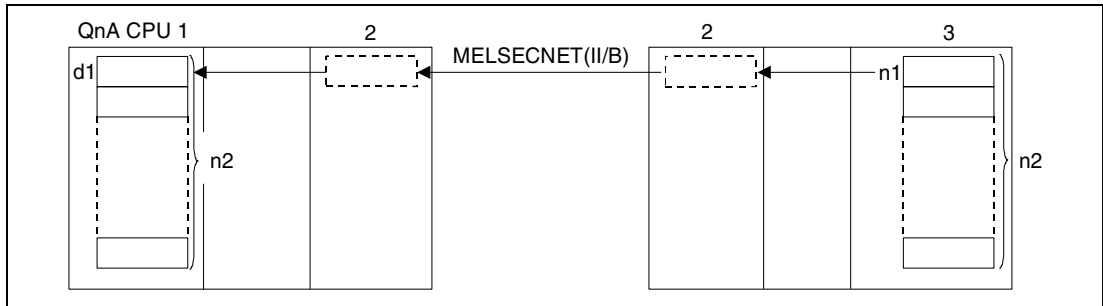 QnA CPU 1 2 2 3
MELSECNET(II/B)
d1 n1
n2 n2